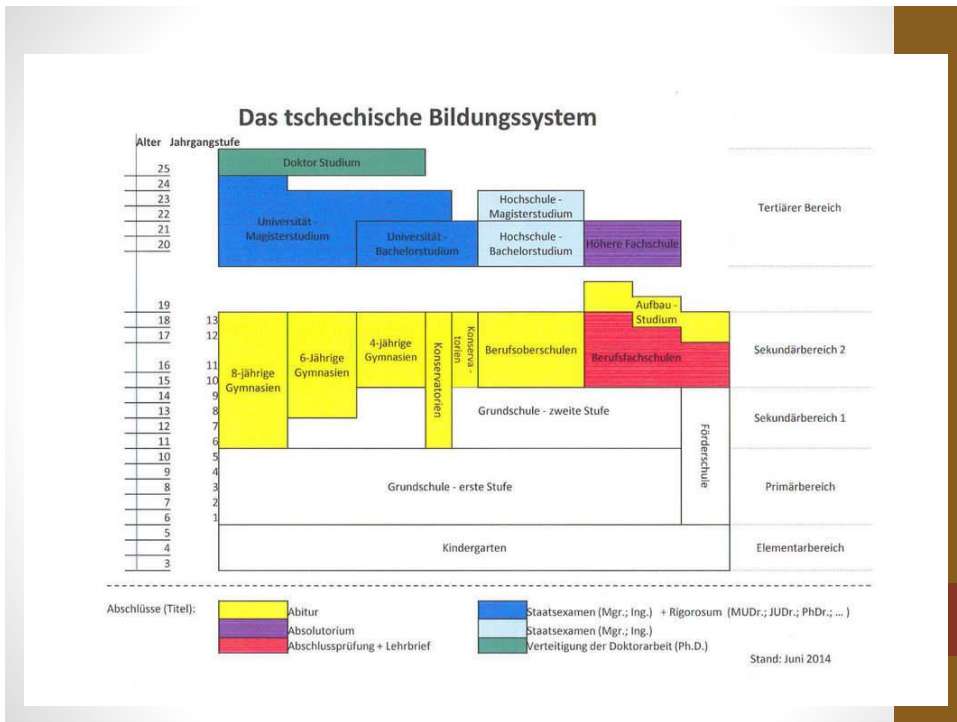 Das tschechische Bildungssystem
Alter Jahrgangstufe
25
24
23
22
21
20
19
18 13
17 12
16 11
15 10
14 9
13 8
12 7
11 6
10 5
9 4
8 3
7 2
6 1
5
4
3
Doktor Studium
Universität -
Magisterstudium
Universität -
Bachelorstudium
Hochschule -
Magisterstudium
Hochschule -
Bachelorstudium
Höhere Fachschule
Tertiärer Bereich
Aufbau -
Studium
8-jährige
Gymnasien
6-Jährige
Gymnasien
4-jährige
Gymnasien
Konservatorien
Konserva -
torien
Berufsoberschulen
Berufsfachschulen
Sekundärbereich 2
Grundschule - zweite Stufe
Förderschule
Sekundärbereich 1
Grundschule - erste Stufe
Primärbereich
Kindergarten
Elementarbereich
Abschlüsse (Titel):
Abitur
Absolutorium
Abschlussprüfung + Lehrbrief
Staatsexamen (Mgr.; Ing.) + Rigorosum (MUDr.; JUDr.; PhDr.; ... )
Staatsexamen (Mgr.; Ing.)
Verteitigung der Doktorarbeit (Ph.D.)
Stand: Juni 2014